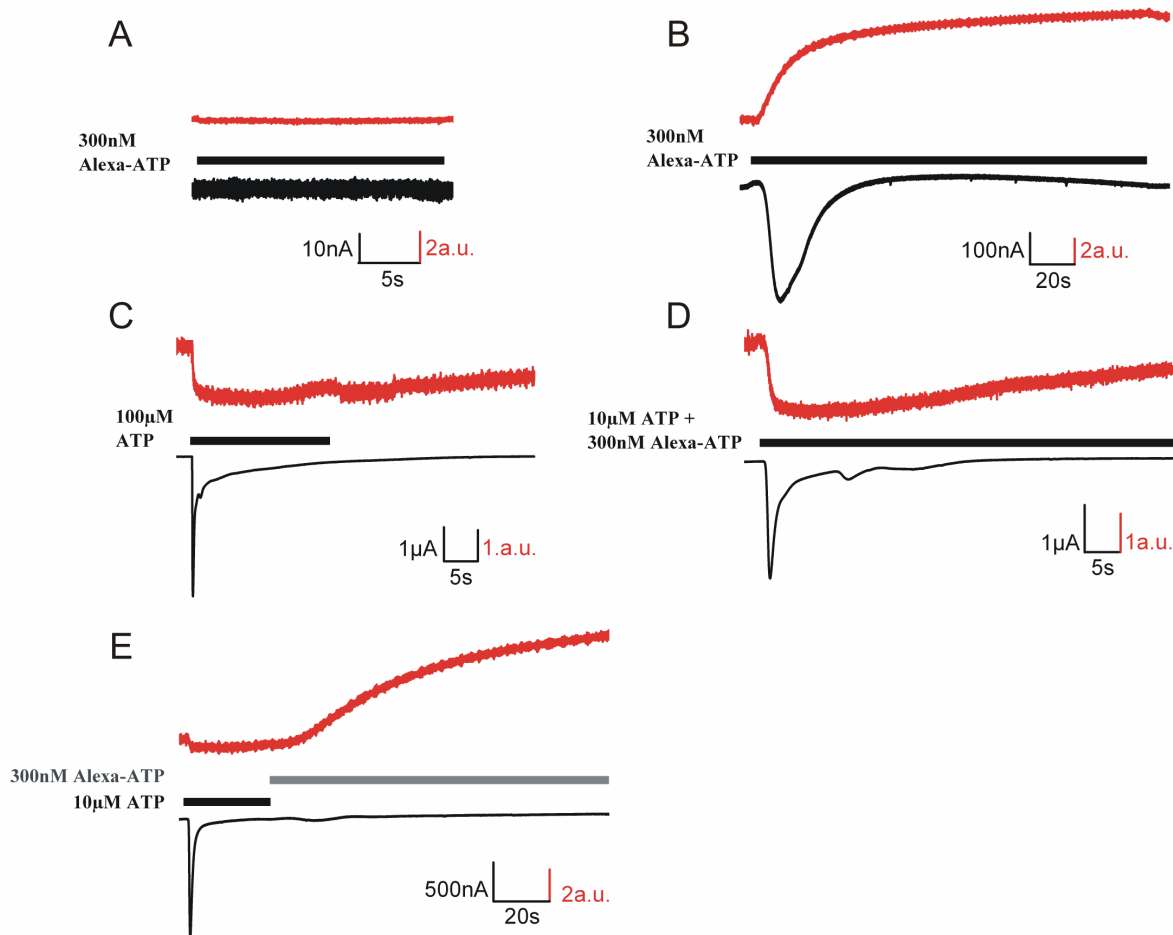 A
300nM
Alexa-ATP
10nA
2a.u.
5s
B
300nM
Alexa-ATP
100nA
2a.u.
20s
C
100µM
ATP
1µA
1.a.u.
5s
D
10µM ATP +
300nM Alexa-ATP
1µA
1a.u.
5s
E
300nM Alexa-ATP
10µM ATP
500nA
2a.u.
20s